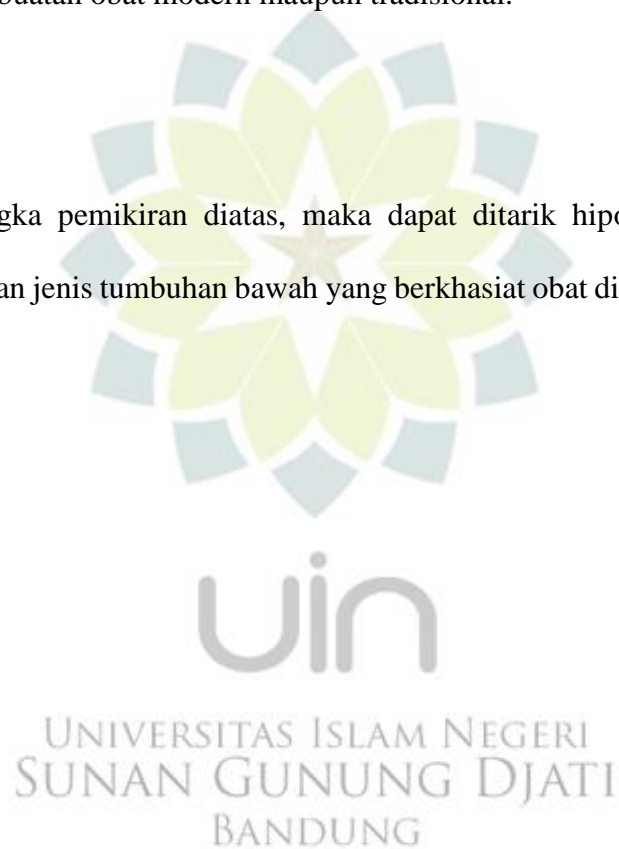 buatan obat modern maupun tradisional.
gka pemikiran diatas, maka dapat ditarik hipo
an jenis tumbuhan bawah yang berkhasiat obat di
uin
UNIVERSITAS ISLAM NEGERI
SUNAN GUNUNG DJATI
BANDUNG